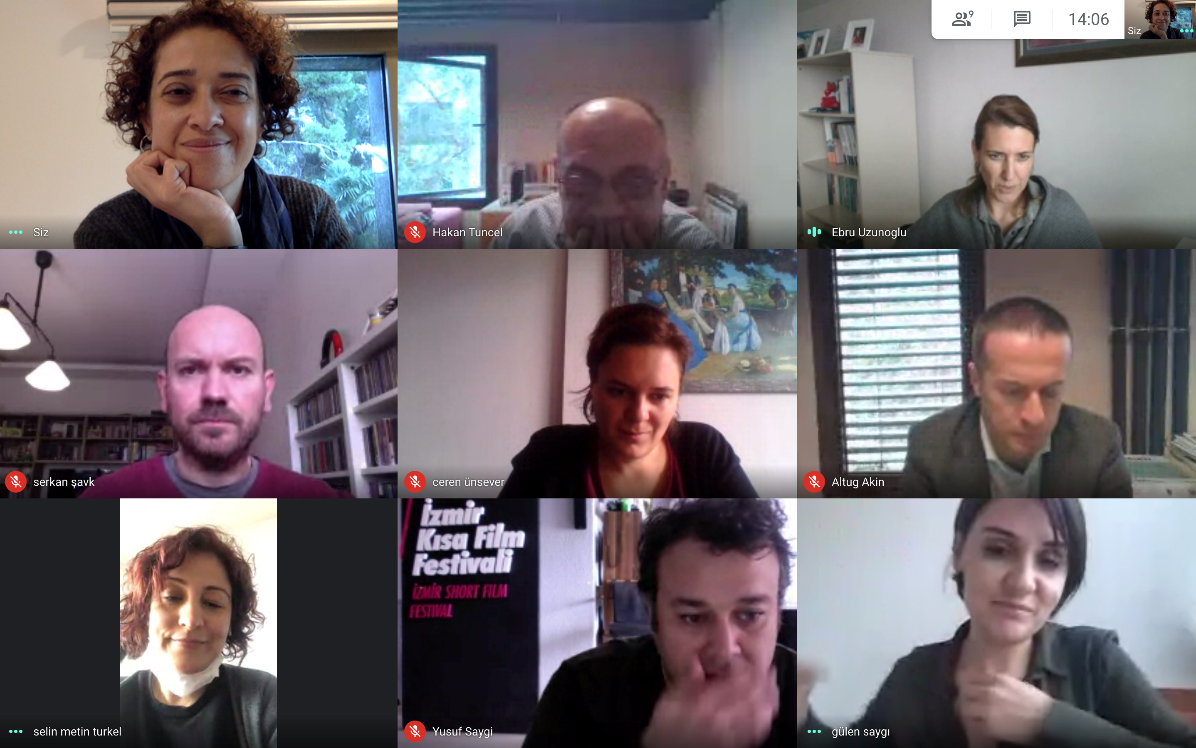 9
14:06
Siz
Siz
Hakan Tuncel
Ebru Uzunoglu
serkan şavk
ceren ünsever
Altug Akin
İzmir
Kısa Film
Festivali
İZMİR SHORT FILM
FESTIVAL
selin metin turkel
Yusuf Saygi
gülen saygı